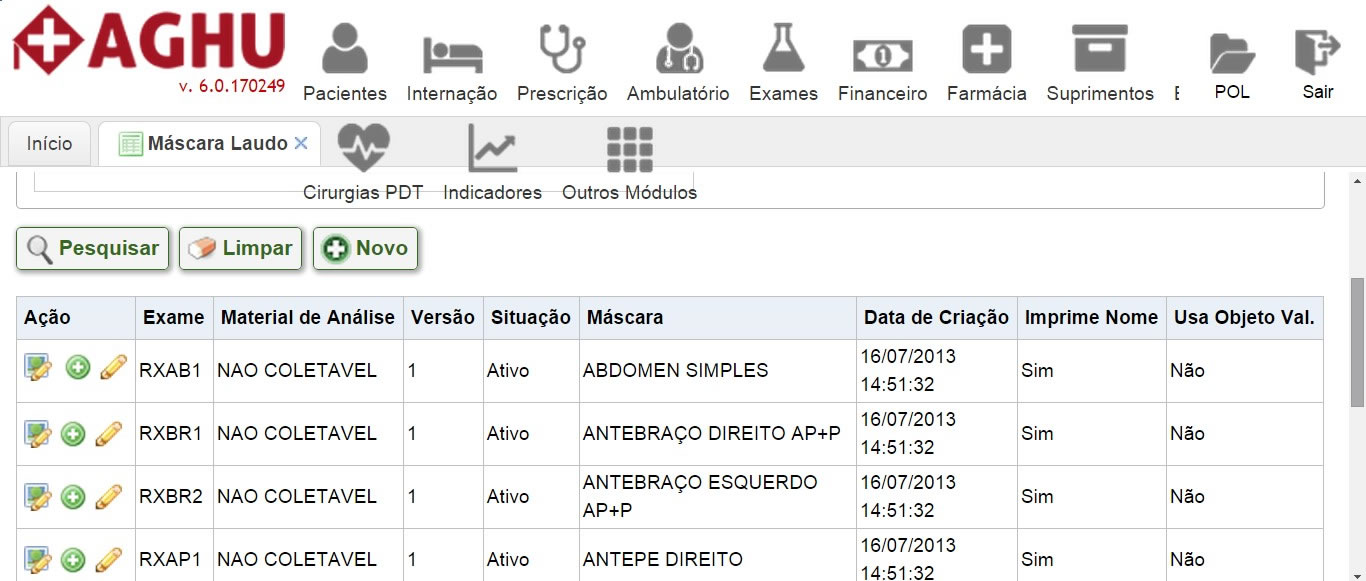 AGHU
v. 6.0.170249
Pacientes Internação Prescrição Ambulatório Exames Financeiro Farmácia Suprimentos POL Sair
Início Máscara Laudo
Cirurgias PDT Indicadores Outros Módulos
Pesquisar Limpar Novo
Ação Exame Material de Análise Versão Situação Máscara Data de Criação Imprime Nome Usa Objeto Val.
RXAB1 NAO COLETAVEL 1 Ativo ABDOMEN SIMPLES 16/07/2013 Sim Não
14:51:32
RXBR1 NAO COLETAVEL 1 Ativo ANTEBRAÇO DIREITO AP+P 16/07/2013 Sim Não
14:51:32
RXBR2 NAO COLETAVEL 1 Ativo ANTEBRAÇO ESQUERDO 16/07/2013 Sim Não
AP+P 14:51:32
RXAP1 NAO COLETAVEL 1 Ativo ANTEPE DIREITO 16/07/2013 Sim Não
14:51:32